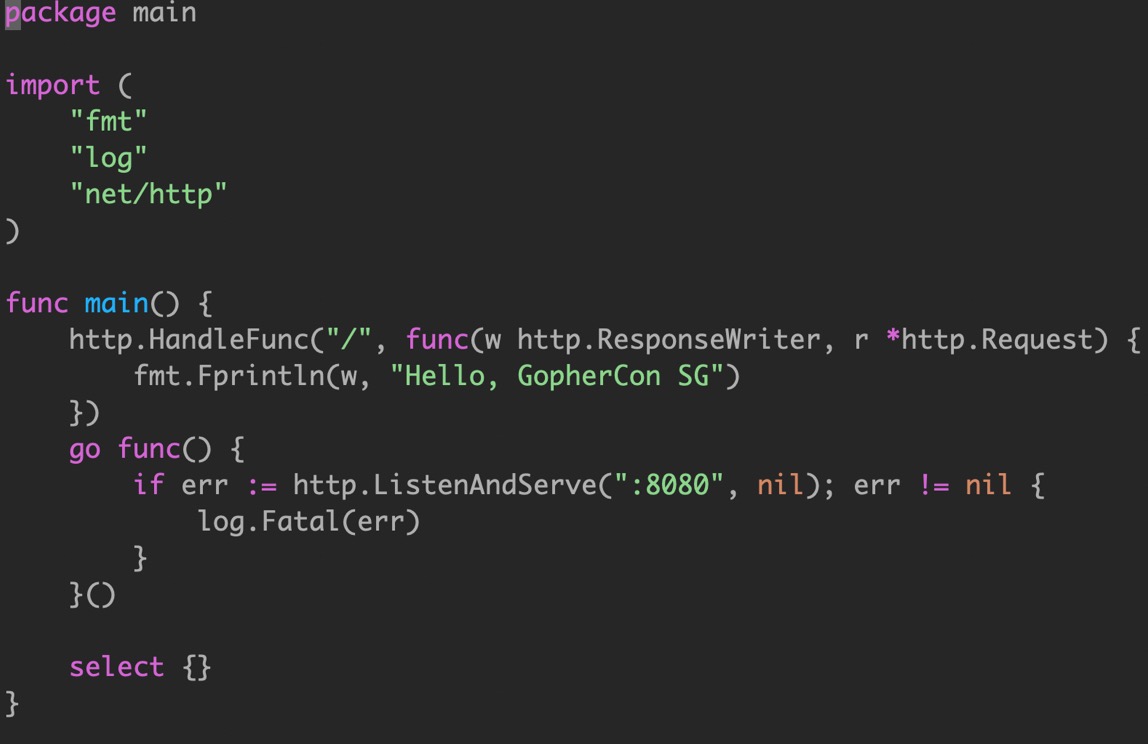 package main

import (
    "fmt"
    "log"
    "net/http"
)

func main() {
    http.HandleFunc("/", func(w http.ResponseWriter, r *http.Request) {
        fmt.Fprintln(w, "Hello, GopherCon SG")
    })
    go func() {
        if err := http.ListenAndServe(":8080", nil); err != nil {
            log.Fatal(err)
        }
    }()

    select {}
}